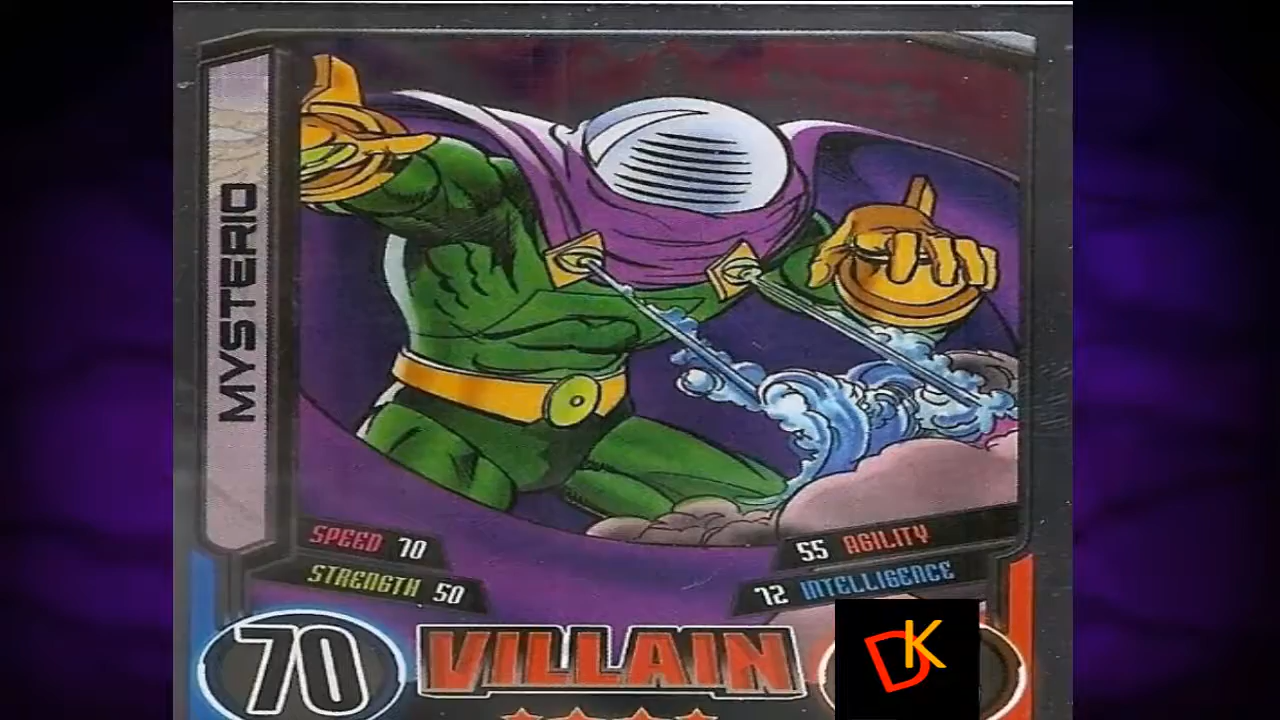 MYSTERIO
SPEED 70
STRENGTH 50
55 AGILITY
72 INTELLIGENCE
70
VILLAIN
DK